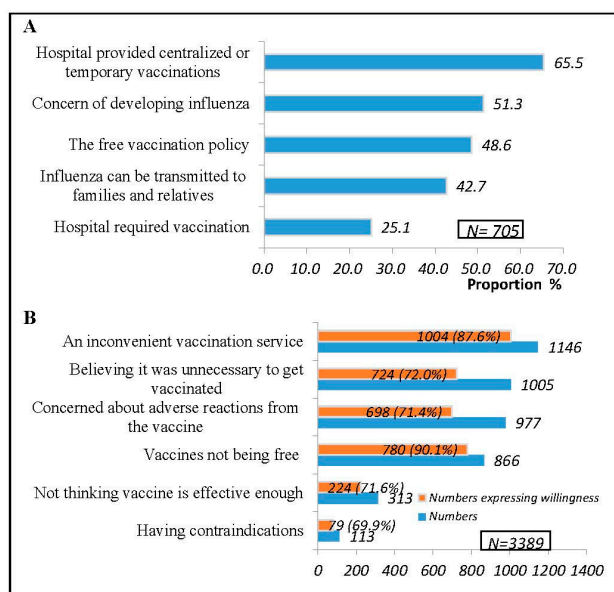 A
Hospital provided centralized or
temporary vaccinations
65.5
Concern of developing influenza
51.3
The free vaccination policy
48.6
Influenza can be transmitted to
families and relatives
42.7
Hospital required vaccination
25.1
N= 705
0.0 10.0 20.0 30.0 40.0 50.0 60.0 70.0
Proportion %
B
An inconvenient vaccination service
1004 (87.6%)
1146
Believing it was unnecessary to get
vaccinated
724 (72.0%)
1005
Concerned about adverse reactions from
the vaccine
698 (71.4%)
977
Vaccines not being free
780 (90.1%)
866
Not thinking vaccine is effective enough
224 (71.6%)
313
Numbers expressing willingness
Numbers
Having contraindications
79 (69.9%)
113
N=3389
0 200 400 600 800 1000 1200 1400